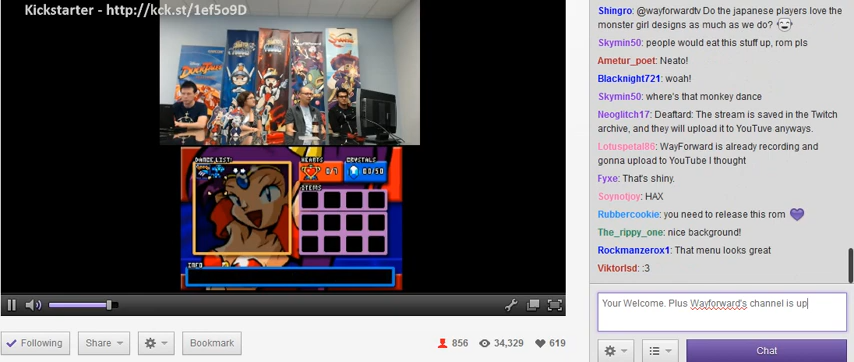 Kickstarter - http://kck.st/1ef5o9D
DUCKTALES
DANCE LIST:
HEARTS
CRYSTALS
0/1
00/50
ITEMS
INFO
Following
Share
Bookmark
856
34,329
619
Shingro: @wayforwardtv Do the japanese players love the
monster girl designs as much as we do?
Skymin50: people would eat this stuff up, rom pls
Ametur_poet: Neato!
Blacknight721: woah!
Skymin50: where's that monkey dance
Neoglitch17: Deaftard: The stream is saved in the Twitch
archive, and they will upload it to YouTuve anyways.
Lotuspetal86: WayForward is already recording and
gonna upload to YouTube I thought
Fyxe: That's shiny.
Soynotjoy: HAX
Rubbercookie: you need to release this rom
The_rippy_one: nice background!
Rockmanzerox1: That menu looks great
Viktorlsd: :3
Your Welcome. Plus Wayforward's channel is up
Chat